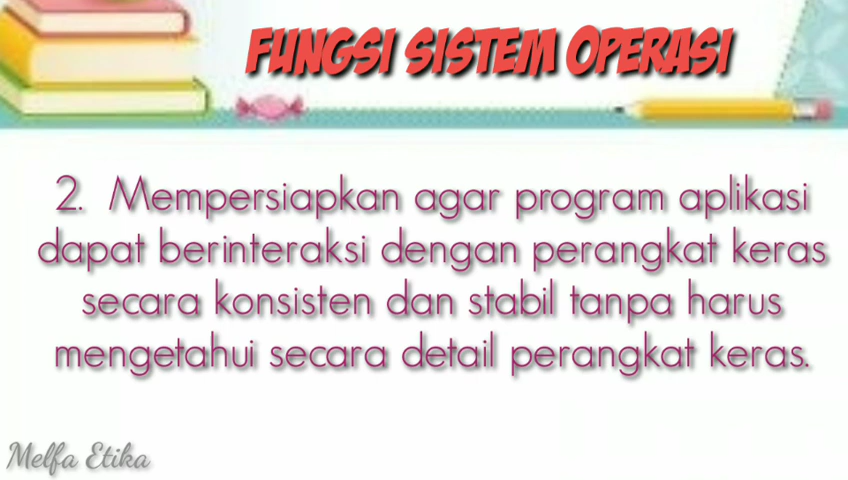 FUNGSI SISTEM OPERASI
2. Mempersiapkan agar program aplikasi
dapat berinteraksi dengan perangkat keras
secara konsisten dan stabil tanpa harus
mengetahui secara detail perangkat keras.
Melfa Etika